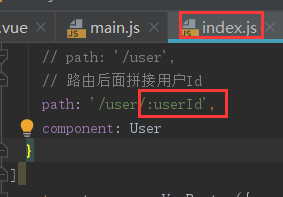 .vue main.js index.js
// path: '/user',
// 路由后面拼接用户Id
path: '/user/:userId',
component: User
}
]